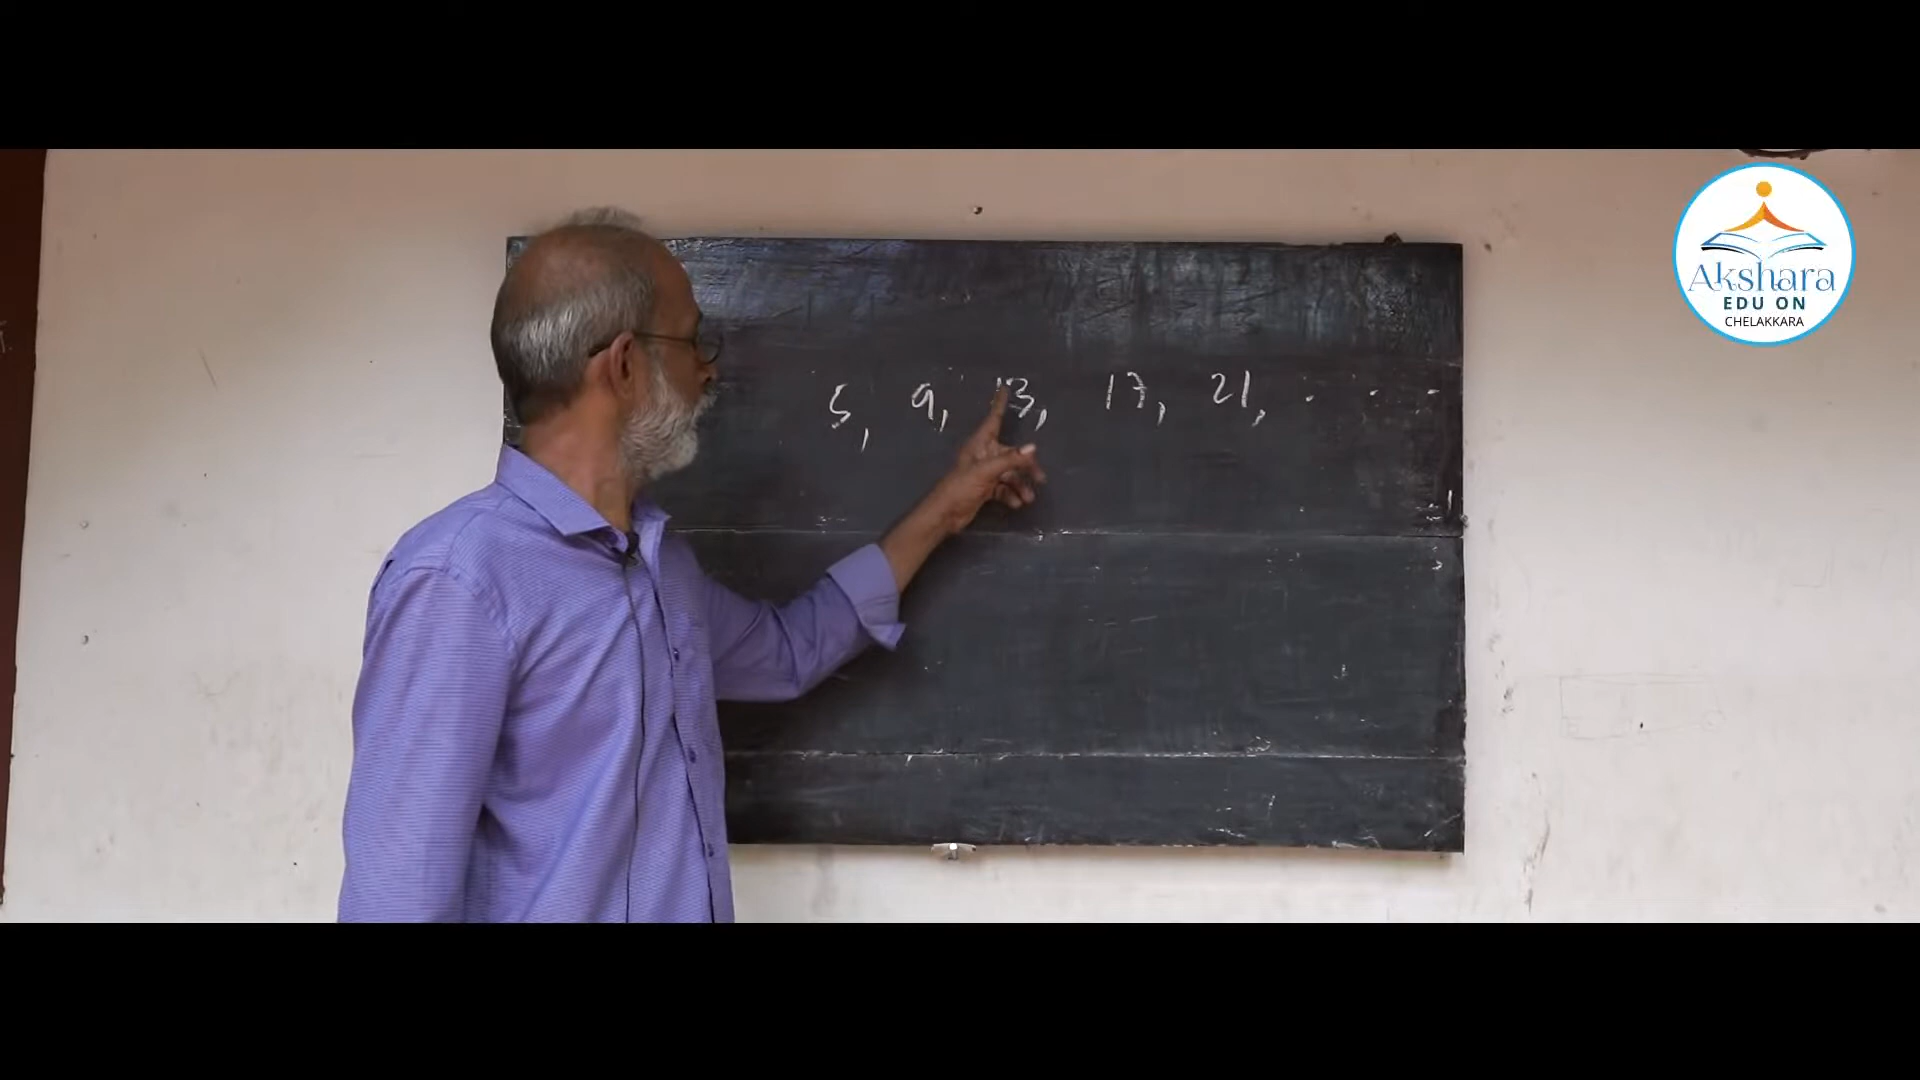 5, 9, 13, 17, 21, . . .
Akshara
EDU ON
CHELAKKARA